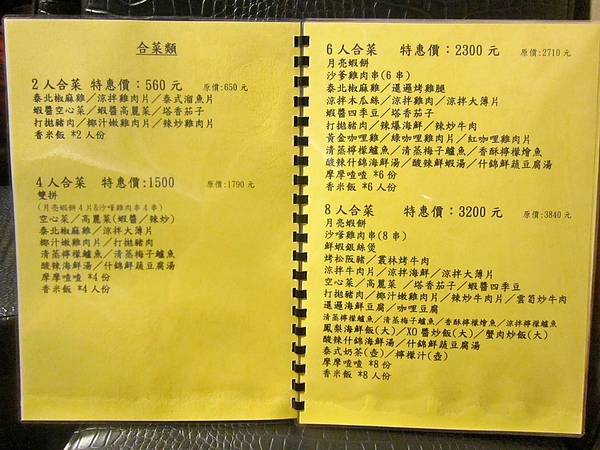 合菜類
2人合菜 特惠價：560元 原價:650元
泰北椒麻雞／涼拌雞肉片／泰式溜魚片
蝦醬空心菜／蝦醬高麗菜／塔香茄子
打拋豬肉／椰汁嫩雞肉片／辣炒雞肉片
香米飯 *2人份
4人合菜 特惠價:1500 原價:1790元
雙拼
(月亮蝦餅4片&沙嗲雞肉串4串)
空心菜／高麗菜(蝦醬／辣炒)
泰北椒麻雞／涼拌大薄片
椰汁嫩雞肉片／打拋豬肉
清蒸檸檬鱸魚／清蒸梅子鱸魚
酸辣海鮮湯／什錦鮮蔬豆腐湯
摩摩喳喳 *4份
香米飯 *4人份
6人合菜 特惠價：2300元 原價:2710元
月亮蝦餅
沙爹雞肉串(6串)
泰北椒麻雞／暹邏烤雞腿
涼拌木瓜絲／涼拌雞肉／涼拌大薄片
蝦醬四季豆／塔香茄子
打拋豬肉／辣爆海鮮／辣炒牛肉
黃金咖哩雞／綠咖哩雞肉片／紅咖哩雞肉片
清蒸檸檬鱸魚／清蒸梅子鱸魚／香酥檸檬燴魚
酸辣什錦海鮮湯／酸辣鮮蝦湯／什錦鮮蔬豆腐湯
摩摩喳喳 *6份
香米飯 *6人份
8人合菜 特惠價：3200元 原價:3840元
月亮蝦餅
沙嗲雞肉串(8串)
鮮蝦銀絲煲
烤松阪豬／叢林烤牛肉
涼拌牛肉片／涼拌海鮮／涼拌大薄片
空心菜／高麗菜／塔香茄子／蝦醬四季豆
打拋豬肉／椰汁嫩雞肉片／辣炒牛肉片／雲筍炒牛肉
暹邏海鮮豆腐／咖哩豆腐
清蒸檸檬鱸魚／清蒸梅子鱸魚／香酥檸檬燴魚／涼拌檸檬鱸魚
鳳梨海鮮飯(大)／XO醬炒飯(大)／蟹肉炒飯(大)
酸辣什錦海鮮湯／什錦鮮蔬豆腐湯
泰式奶茶(壺)／檸檬汁(壺)
摩摩喳喳 *8份
香米飯 *8人份